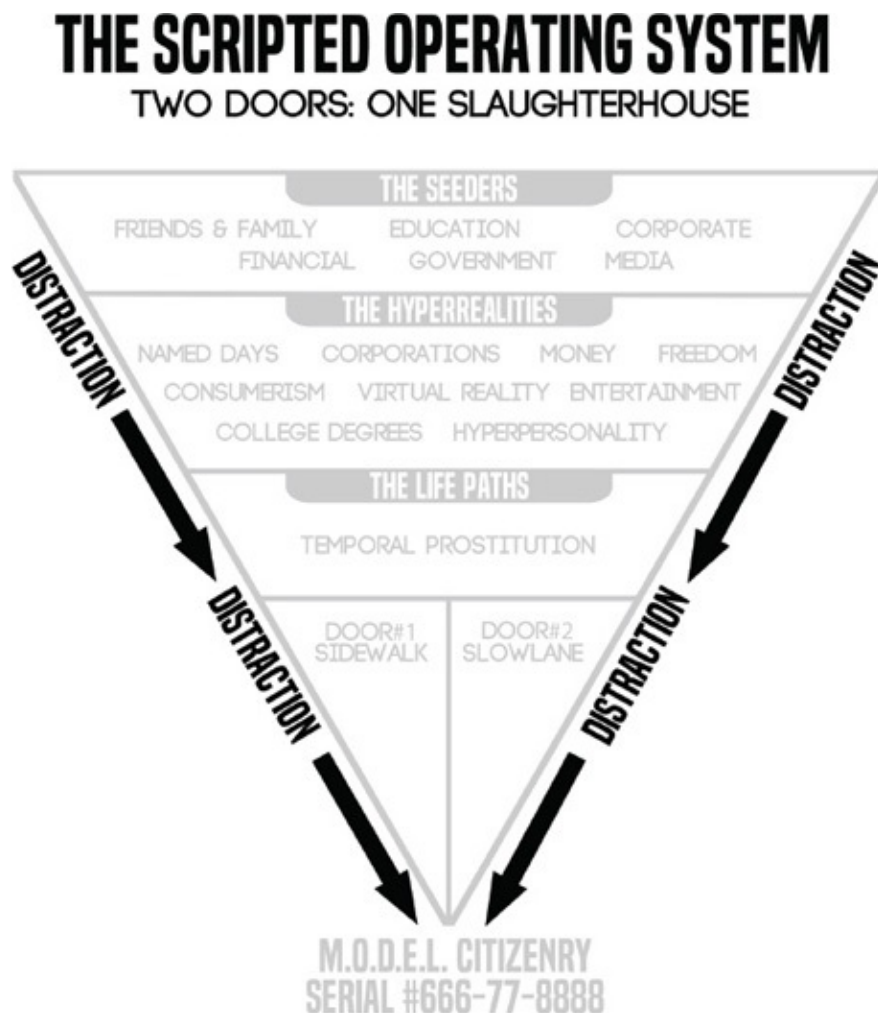 THE SCRIPTED OPERATING SYSTEM
TWO DOORS: ONE SLAUGHTERHOUSE
THE SEEDERS
FRIENDS & FAMILY EDUCATION CORPORATE
FINANCIAL GOVERNMENT MEDIA
DISTRACTION
DISTRACTION
THE HYPERREALITIES
NAMED DAYS CORPORATIONS MONEY FREEDOM
CONSUMERISM VIRTUAL REALITY ENTERTAINMENT
COLLEGE DEGREES HYPERPERSONALITY
THE LIFE PATHS
TEMPORAL PROSTITUTION
DISTRACTION
DISTRACTION
DOOR#1
SIDEWALK
DOOR#2
SLOWLANE
M.O.D.E.L. CITIZENRY
SERIAL #666-77-8888